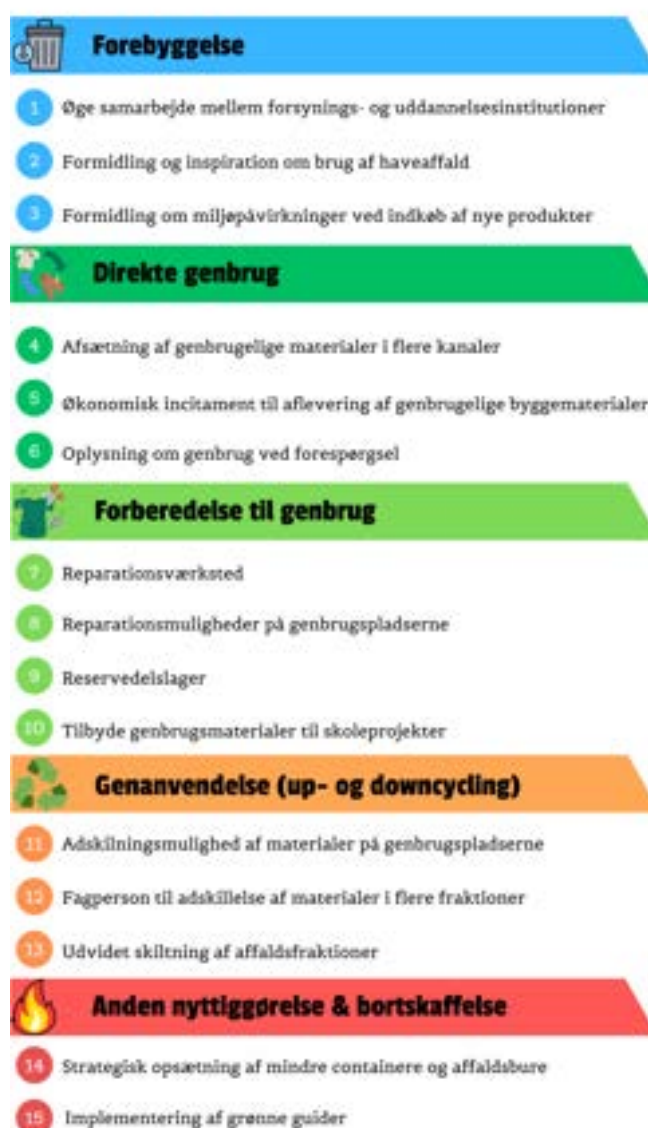 Forebyggelse
1 Øge samarbejde mellem forsynings- og uddannelsesinstitutioner
2 Formidling og inspiration om brug af haveaffald
3 Formidling om miljøpåvirkninger ved indkøb af nye produkter
Direkte genbrug
4 Afsætning af genbrugelige materialer i flere kanaler
5 Økonomisk incitament til aflevering af genbrugelige byggematerialer
6 Oplysning om genbrug ved forespørgsel
Forberedelse til genbrug
7 Reparationsværksted
8 Reparationsmuligheder på genbrugspladserne
9 Reservedelslager
10 Tilbyde genbrugsmaterialer til skoleprojekter
Genanvendelse (up- og downcycling)
11 Adskilningsmulighed af materialer på genbrugspladserne
12 Fagperson til adskillelse af materialer i flere fraktioner
13 Udvidet skiltning af affaldsfraktioner
Anden nyttiggørelse & bortskaffelse
14 Strategisk opsætning af mindre containere og affaldsbure
15 Implementering af grønne guider